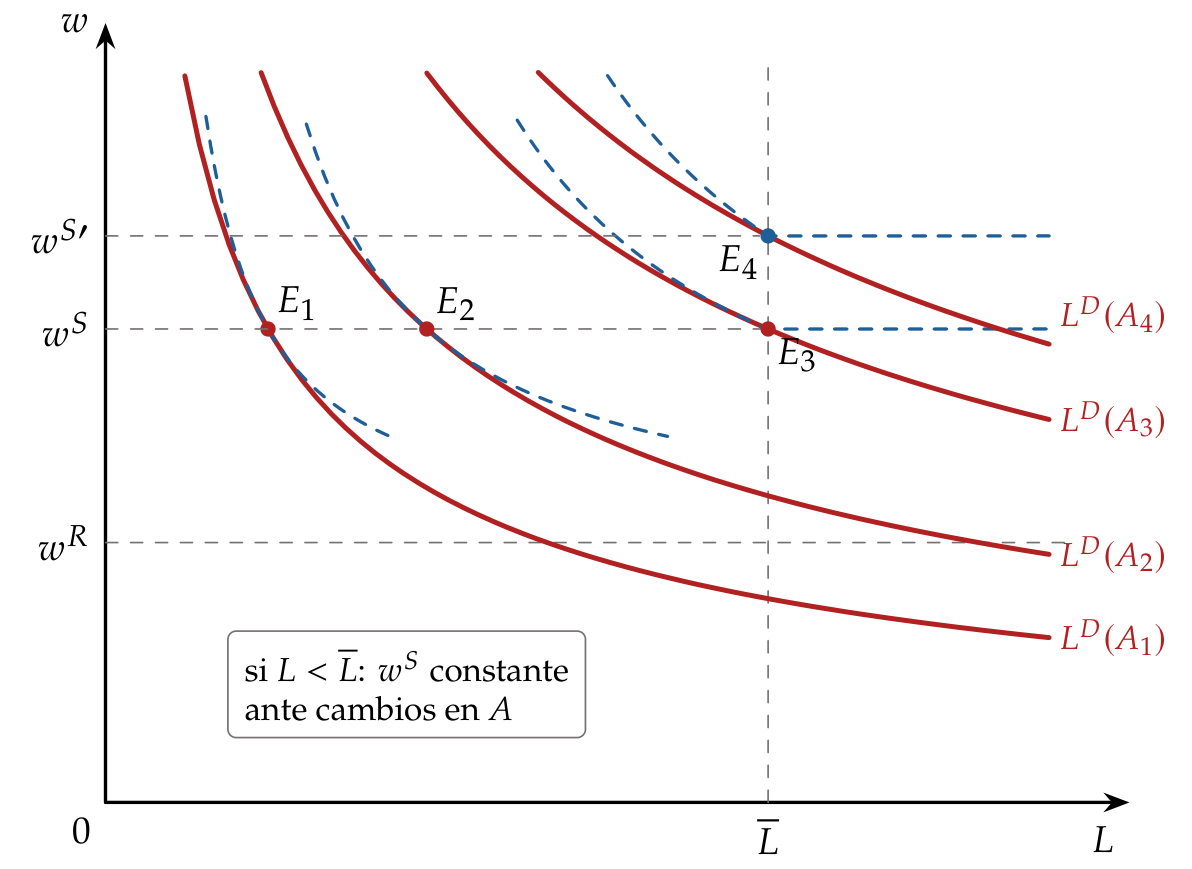 w
w^S′
E_1
E_2
E_4
w^S
L^D(A_4)
E_3
L^D(A_3)
w^R
L^D(A_2)
L^D(A_1)
si L < L̅: w^S constante
ante cambios en A
0
L̅
L